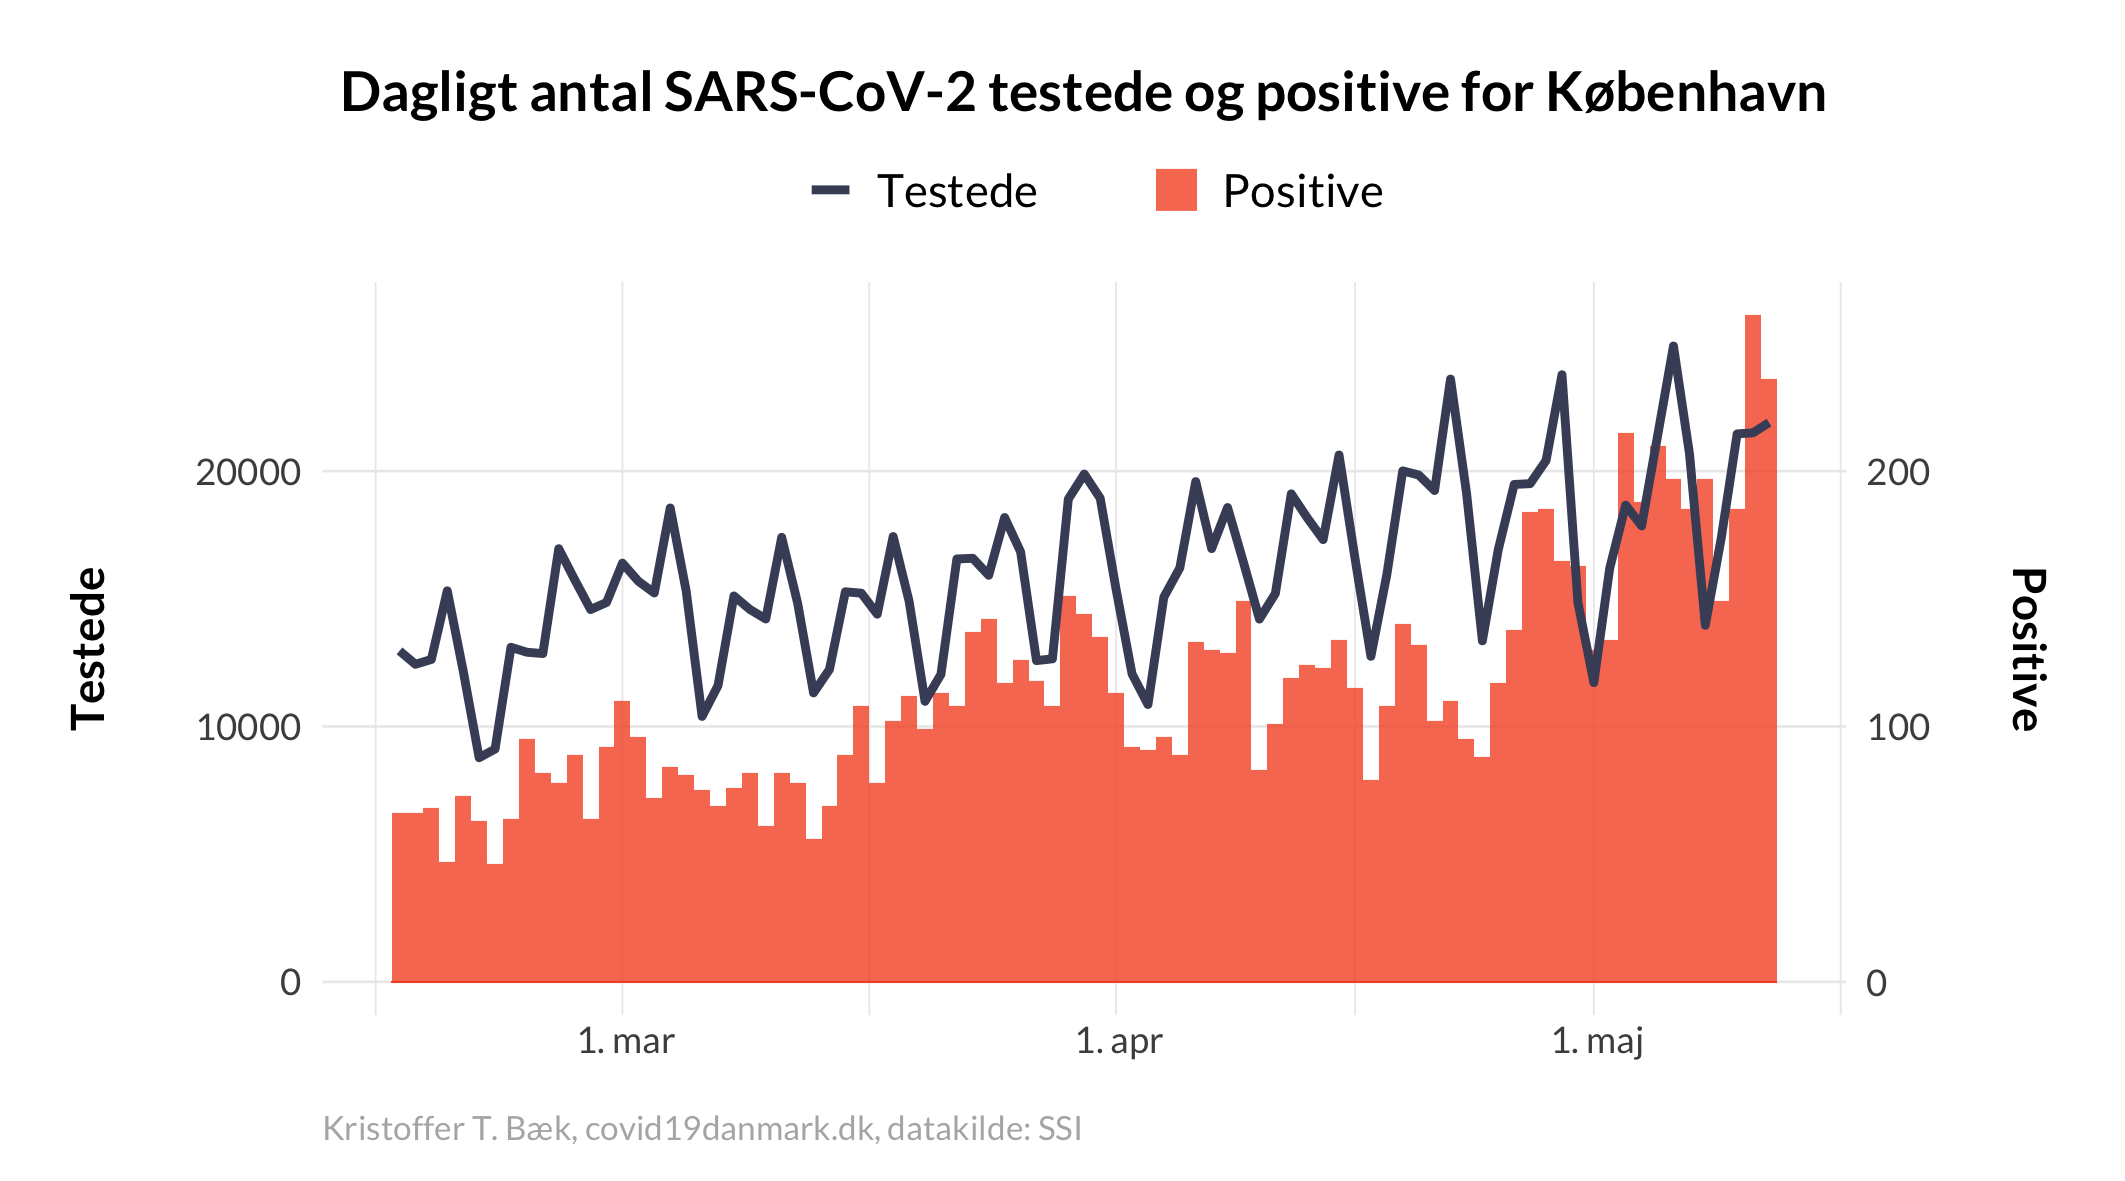 Dagligt antal SARS-CoV-2 testede og positive for København
Testede
Positive
20000
10000
0
200
100
0
Testede
Positive
1. mar
1. apr
1. maj
Kristoffer T. Bæk, covid19danmark.dk, datakilde: SSI